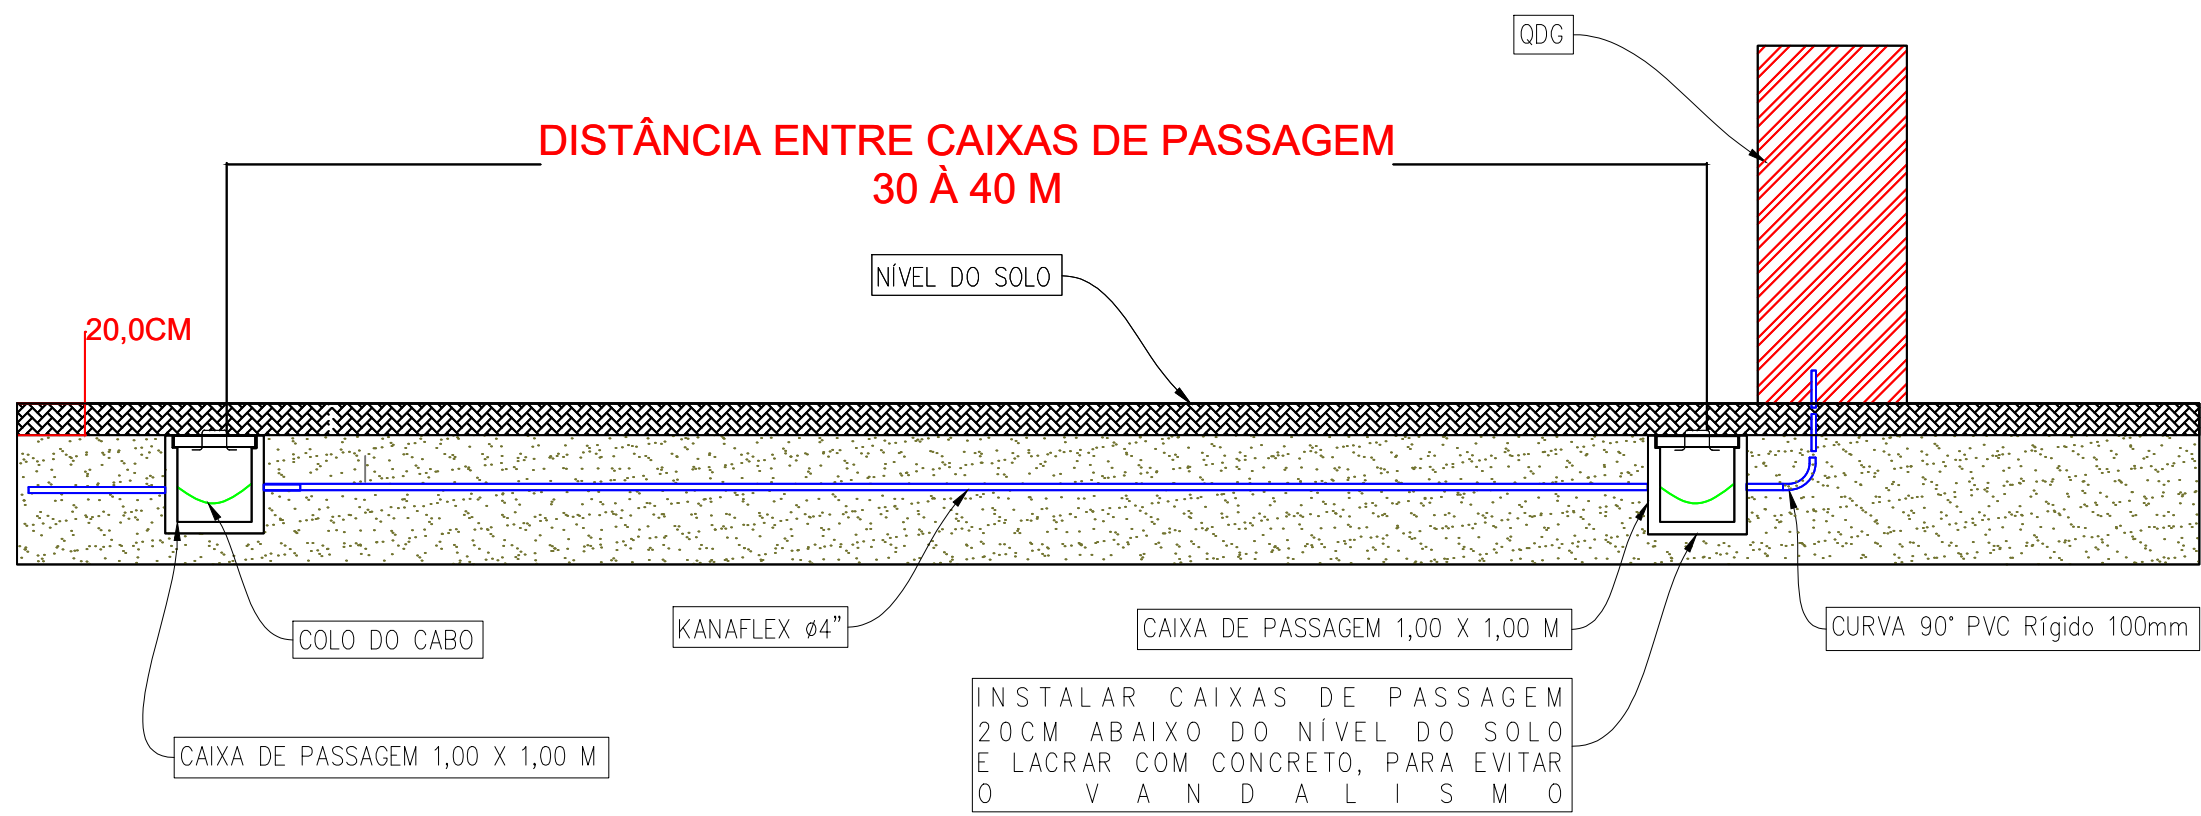 QDG
DISTÂNCIA ENTRE CAIXAS DE PASSAGEM
30 À 40 M
NÍVEL DO SOLO
20,0CM
COLO DO CABO
KANAFLEX ø4"
CAIXA DE PASSAGEM 1,00 X 1,00 M
CURVA 90° PVC Rígido 100mm
INSTALAR CAIXAS DE PASSAGEM
20CM ABAIXO DO NÍVEL DO SOLO
E LACRAR COM CONCRETO, PARA EVITAR
O VANDALISMO
CAIXA DE PASSAGEM 1,00 X 1,00 M